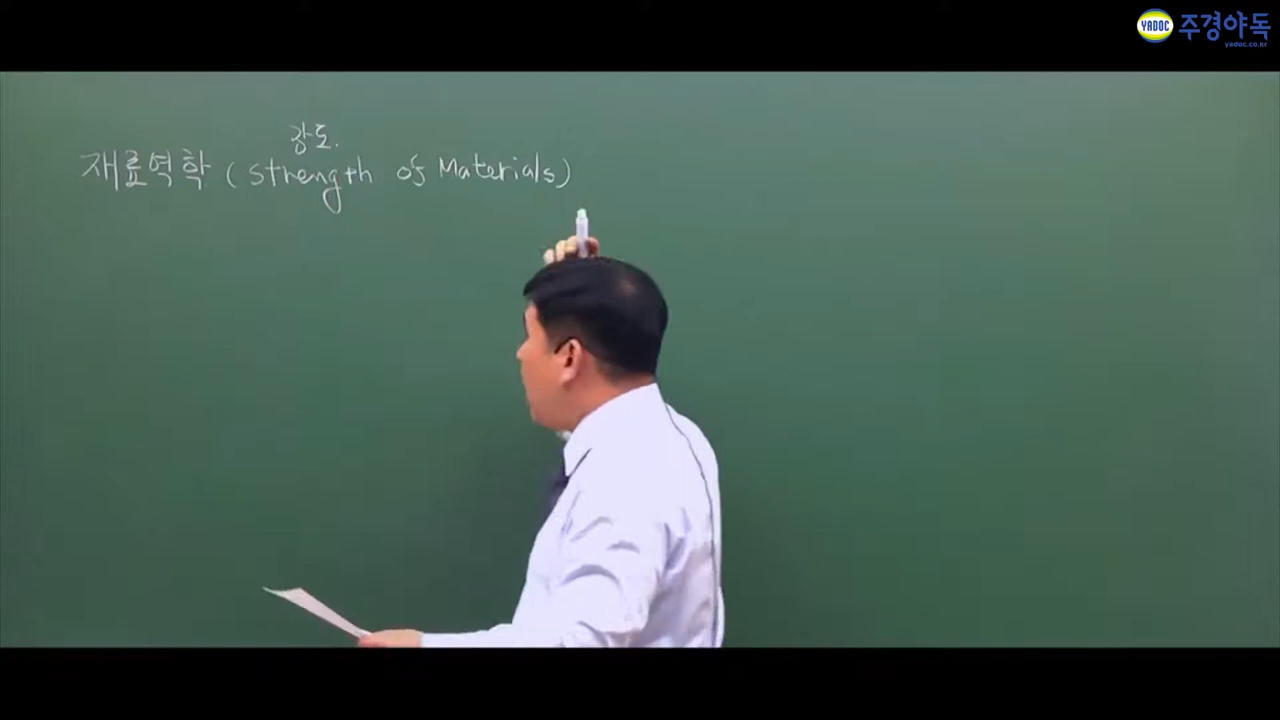 YADOC 주경야독
yadoc.co.kr
강도.
재료역학 (strength of Materials)